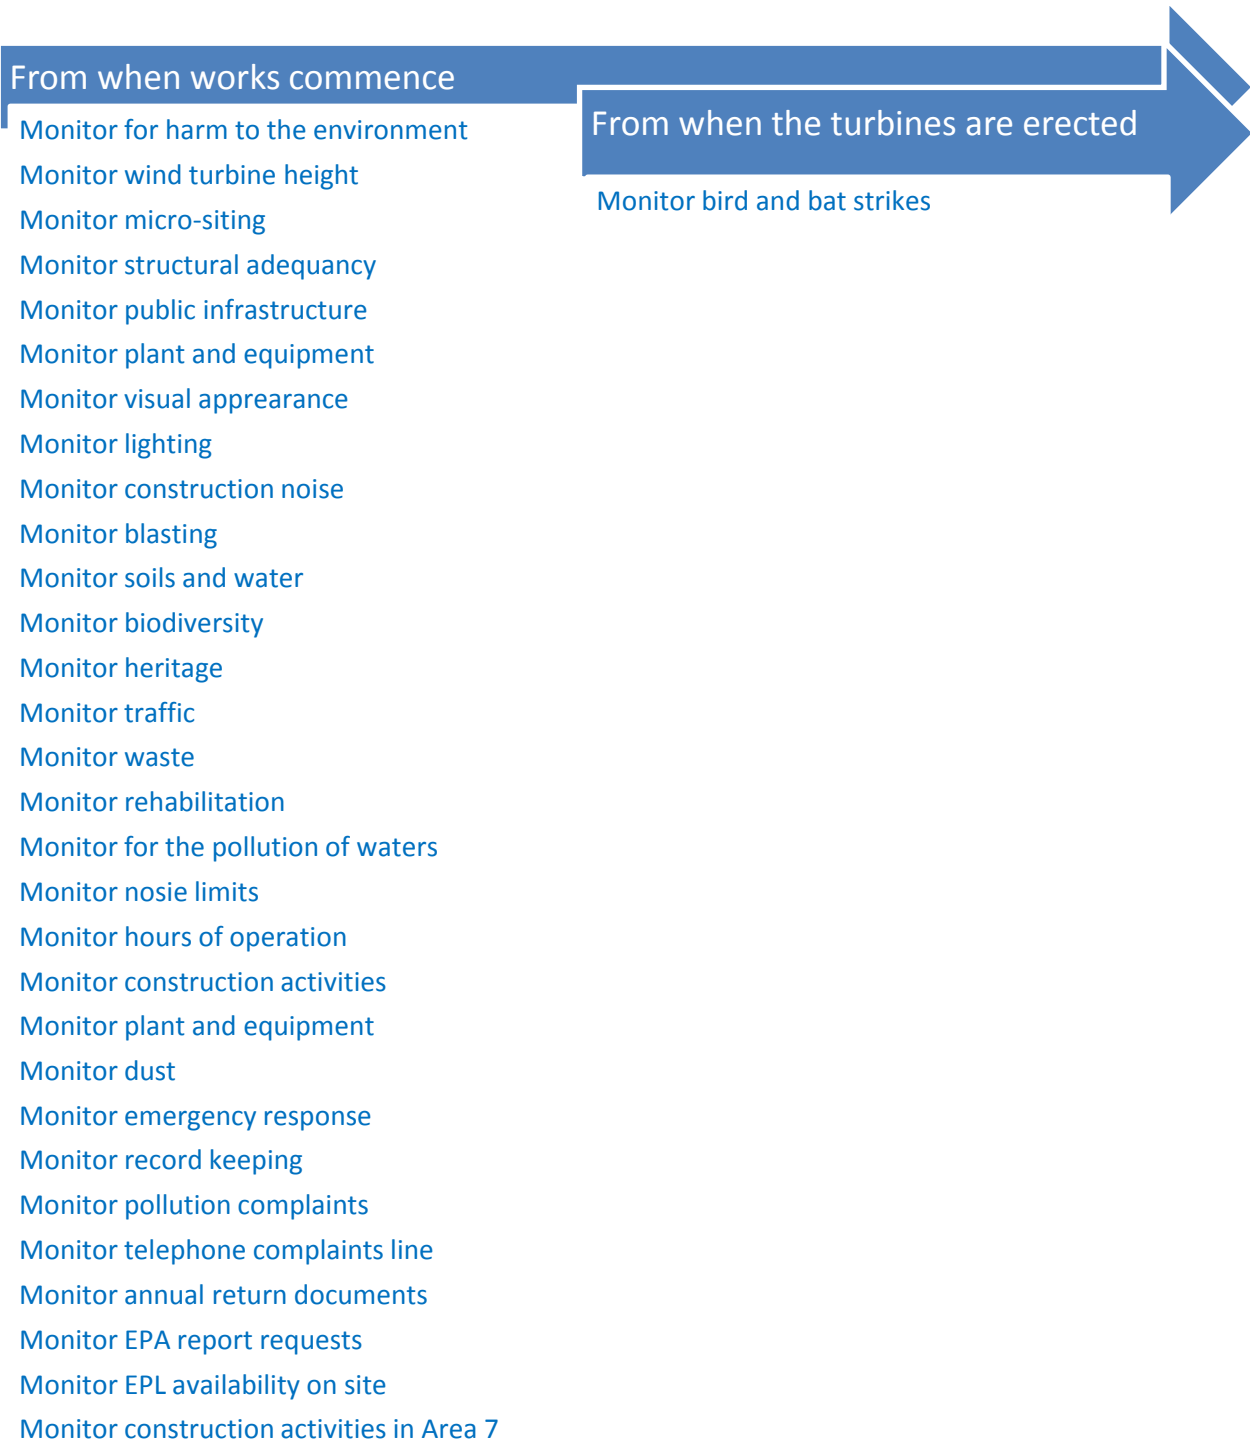 From when works commence
Monitor for harm to the environment
Monitor wind turbine height
Monitor micro-siting
Monitor structural adequancy
Monitor public infrastructure
Monitor plant and equipment
Monitor visual apprearance
Monitor lighting
Monitor construction noise
Monitor blasting
Monitor soils and water
Monitor biodiversity
Monitor heritage
Monitor traffic
Monitor waste
Monitor rehabilitation
Monitor for the pollution of waters
Monitor nosie limits
Monitor hours of operation
Monitor construction activities
Monitor plant and equipment
Monitor dust
Monitor emergency response
Monitor record keeping
Monitor pollution complaints
Monitor telephone complaints line
Monitor annual return documents
Monitor EPA report requests
Monitor EPL availability on site
Monitor construction activities in Area 7
From when the turbines are erected
Monitor bird and bat strikes